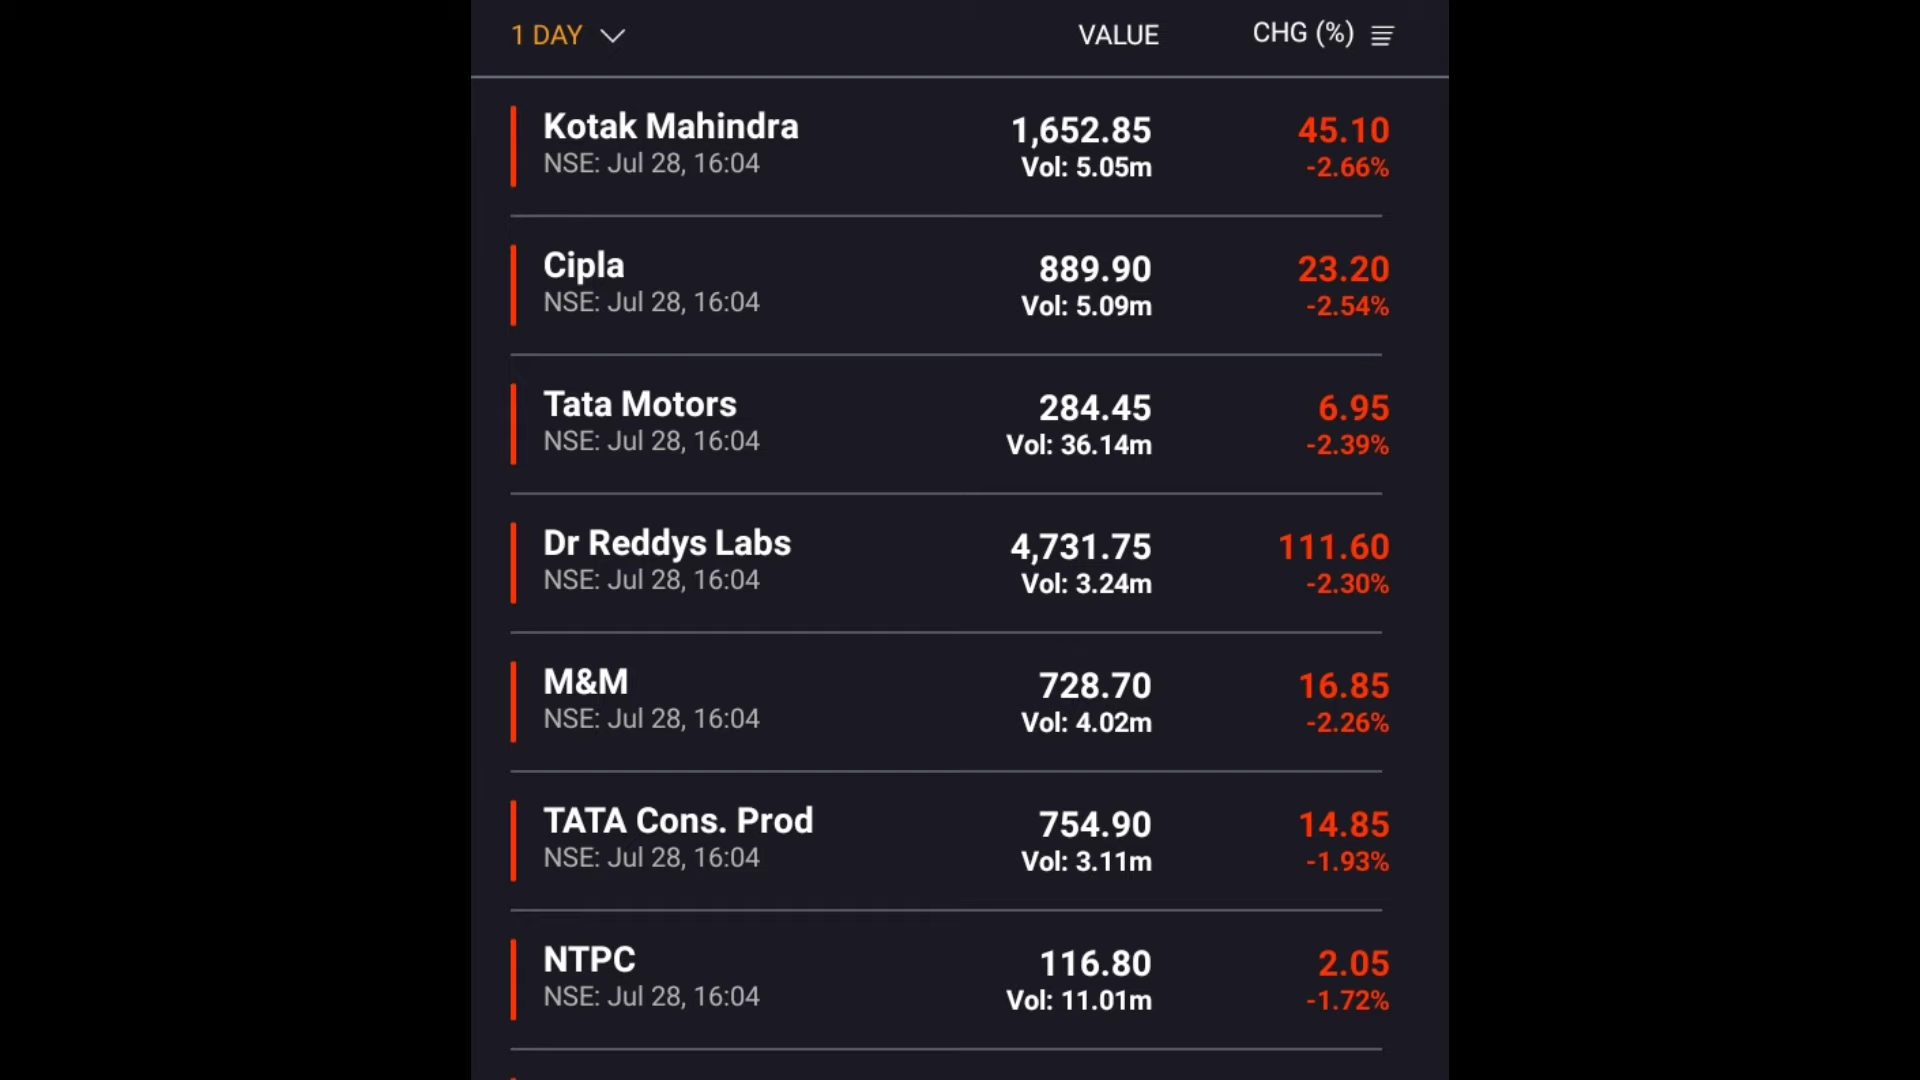 1 DAY VALUE CHG (%)
Kotak Mahindra 1,652.85 45.10
NSE: Jul 28, 16:04 Vol: 5.05m -2.66%
Cipla 889.90 23.20
NSE: Jul 28, 16:04 Vol: 5.09m -2.54%
Tata Motors 284.45 6.95
NSE: Jul 28, 16:04 Vol: 36.14m -2.39%
Dr Reddys Labs 4,731.75 111.60
NSE: Jul 28, 16:04 Vol: 3.24m -2.30%
M&M 728.70 16.85
NSE: Jul 28, 16:04 Vol: 4.02m -2.26%
TATA Cons. Prod 754.90 14.85
NSE: Jul 28, 16:04 Vol: 3.11m -1.93%
NTPC 116.80 2.05
NSE: Jul 28, 16:04 Vol: 11.01m -1.72%